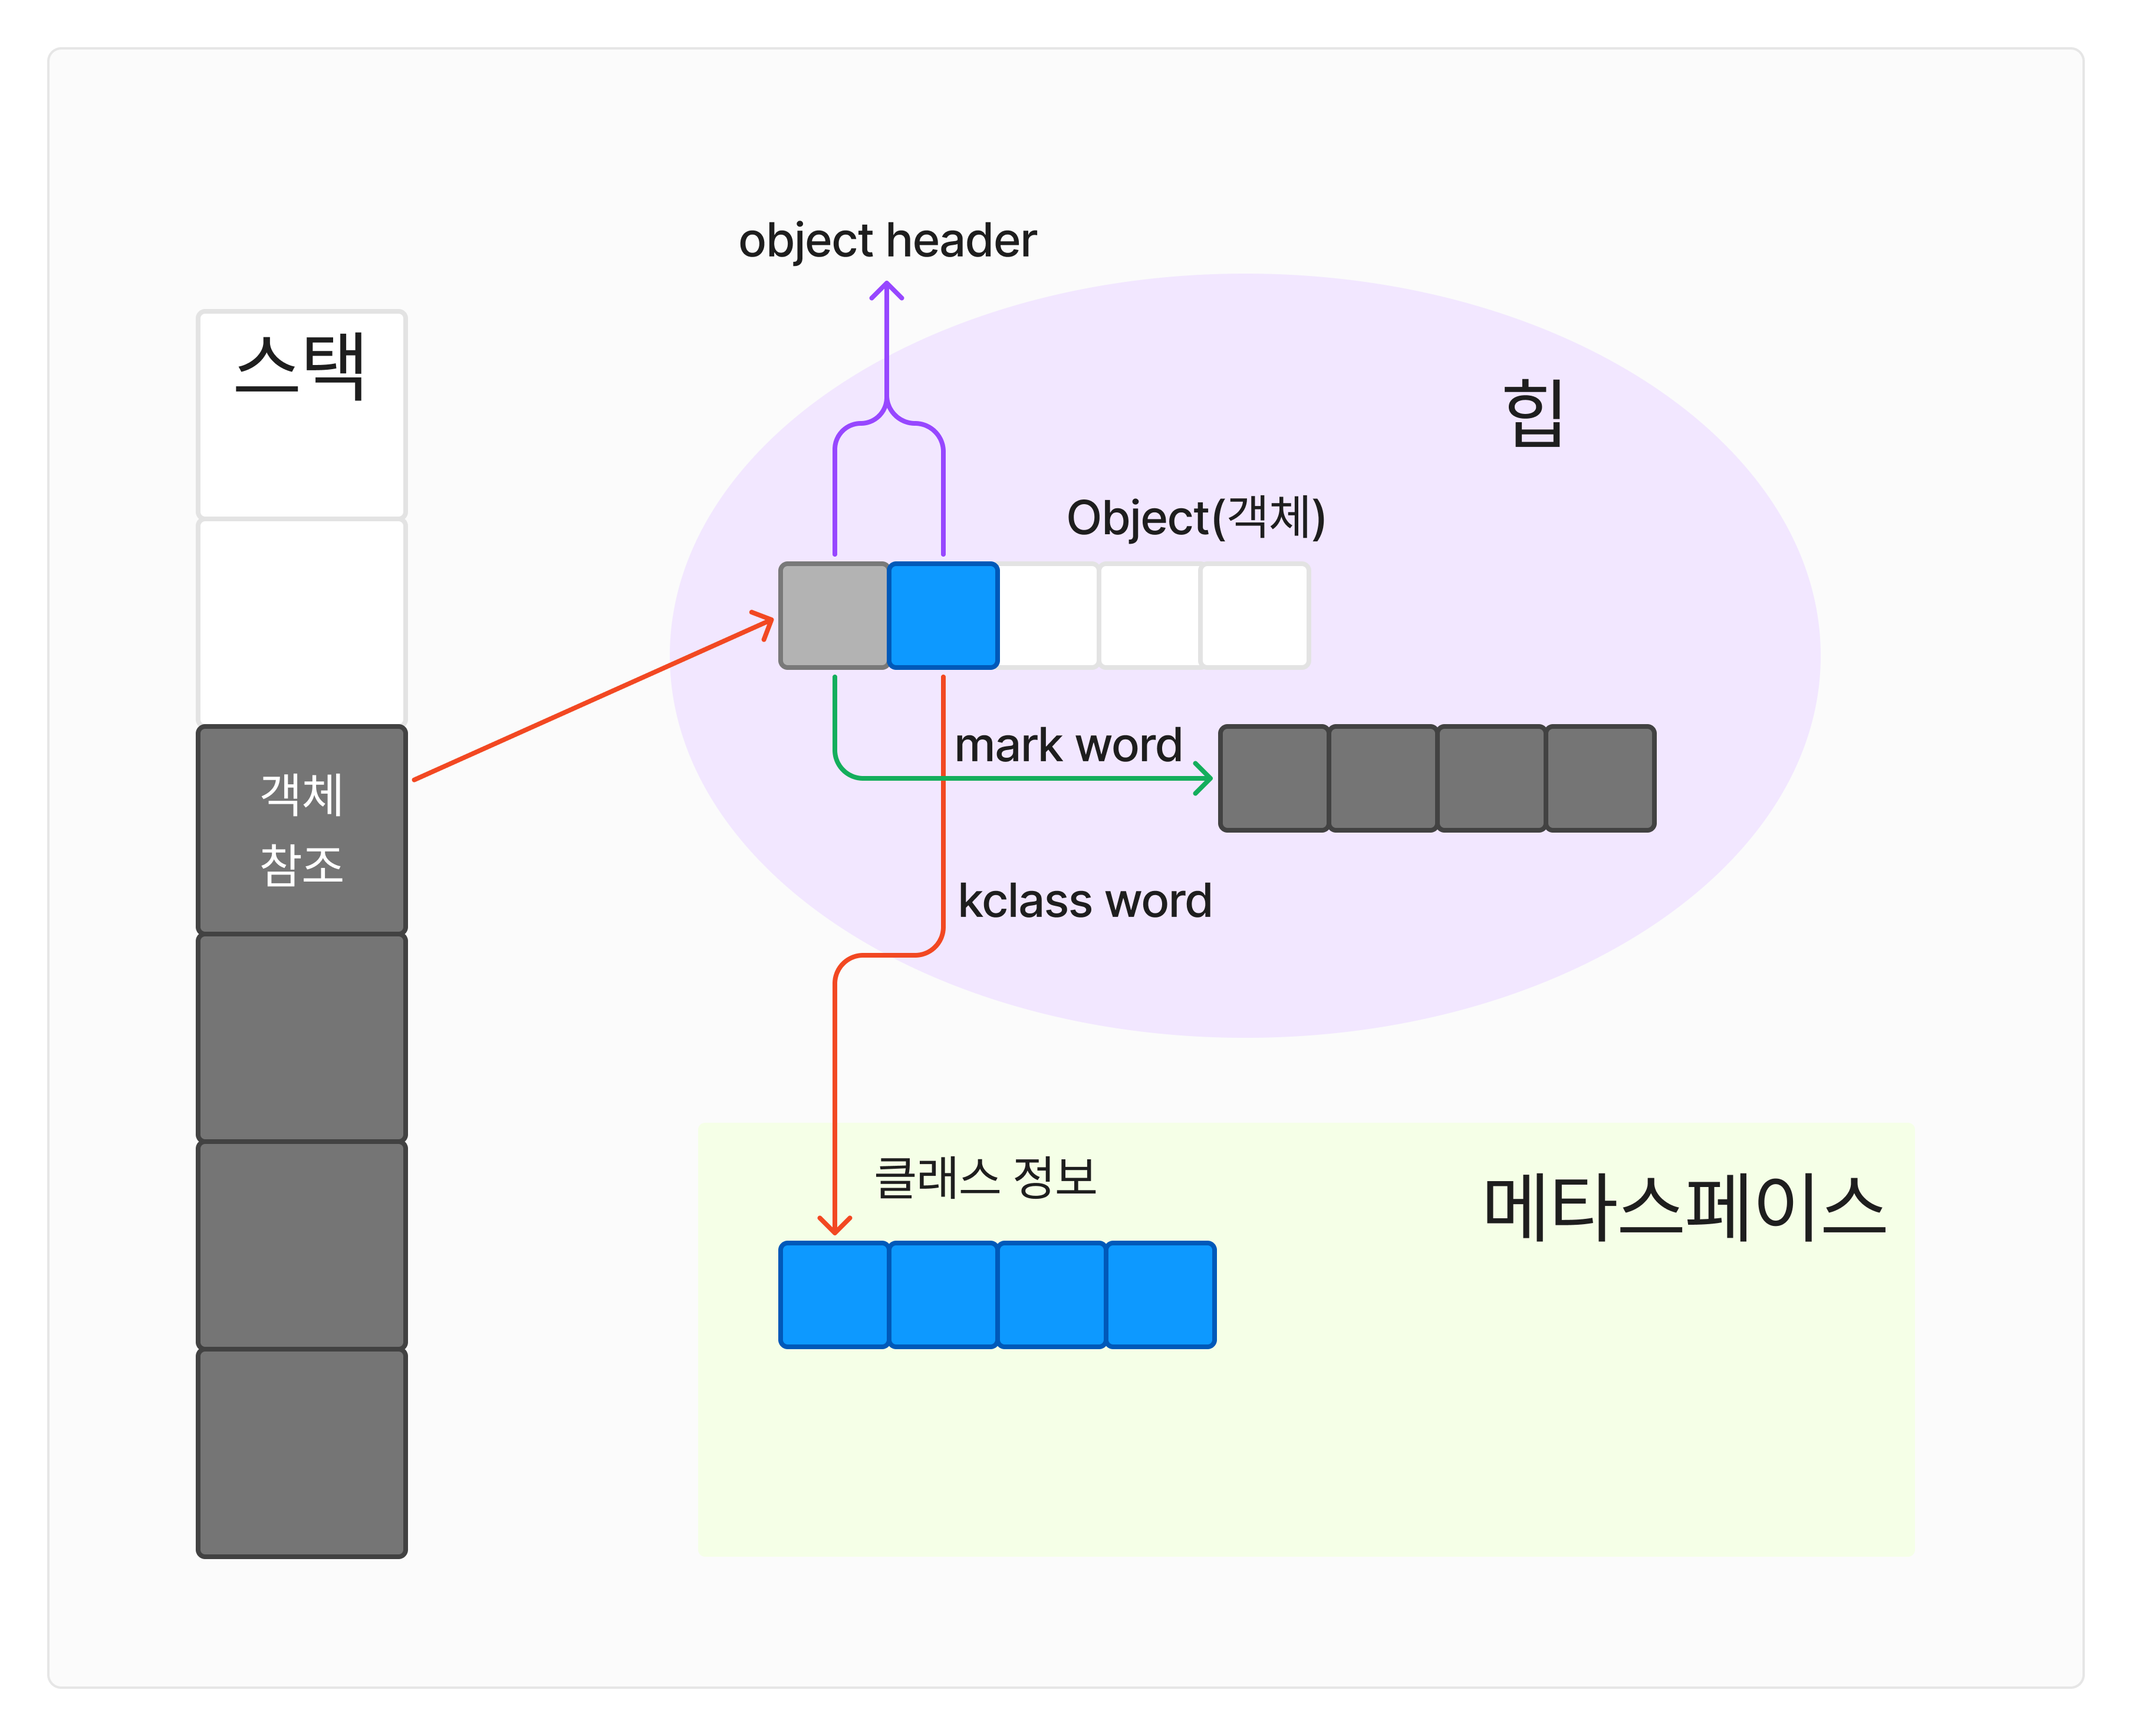 object header
스택
힙
Object(객체)
mark word
객체
참조
kclass word
클래스 정보
메타스페이스